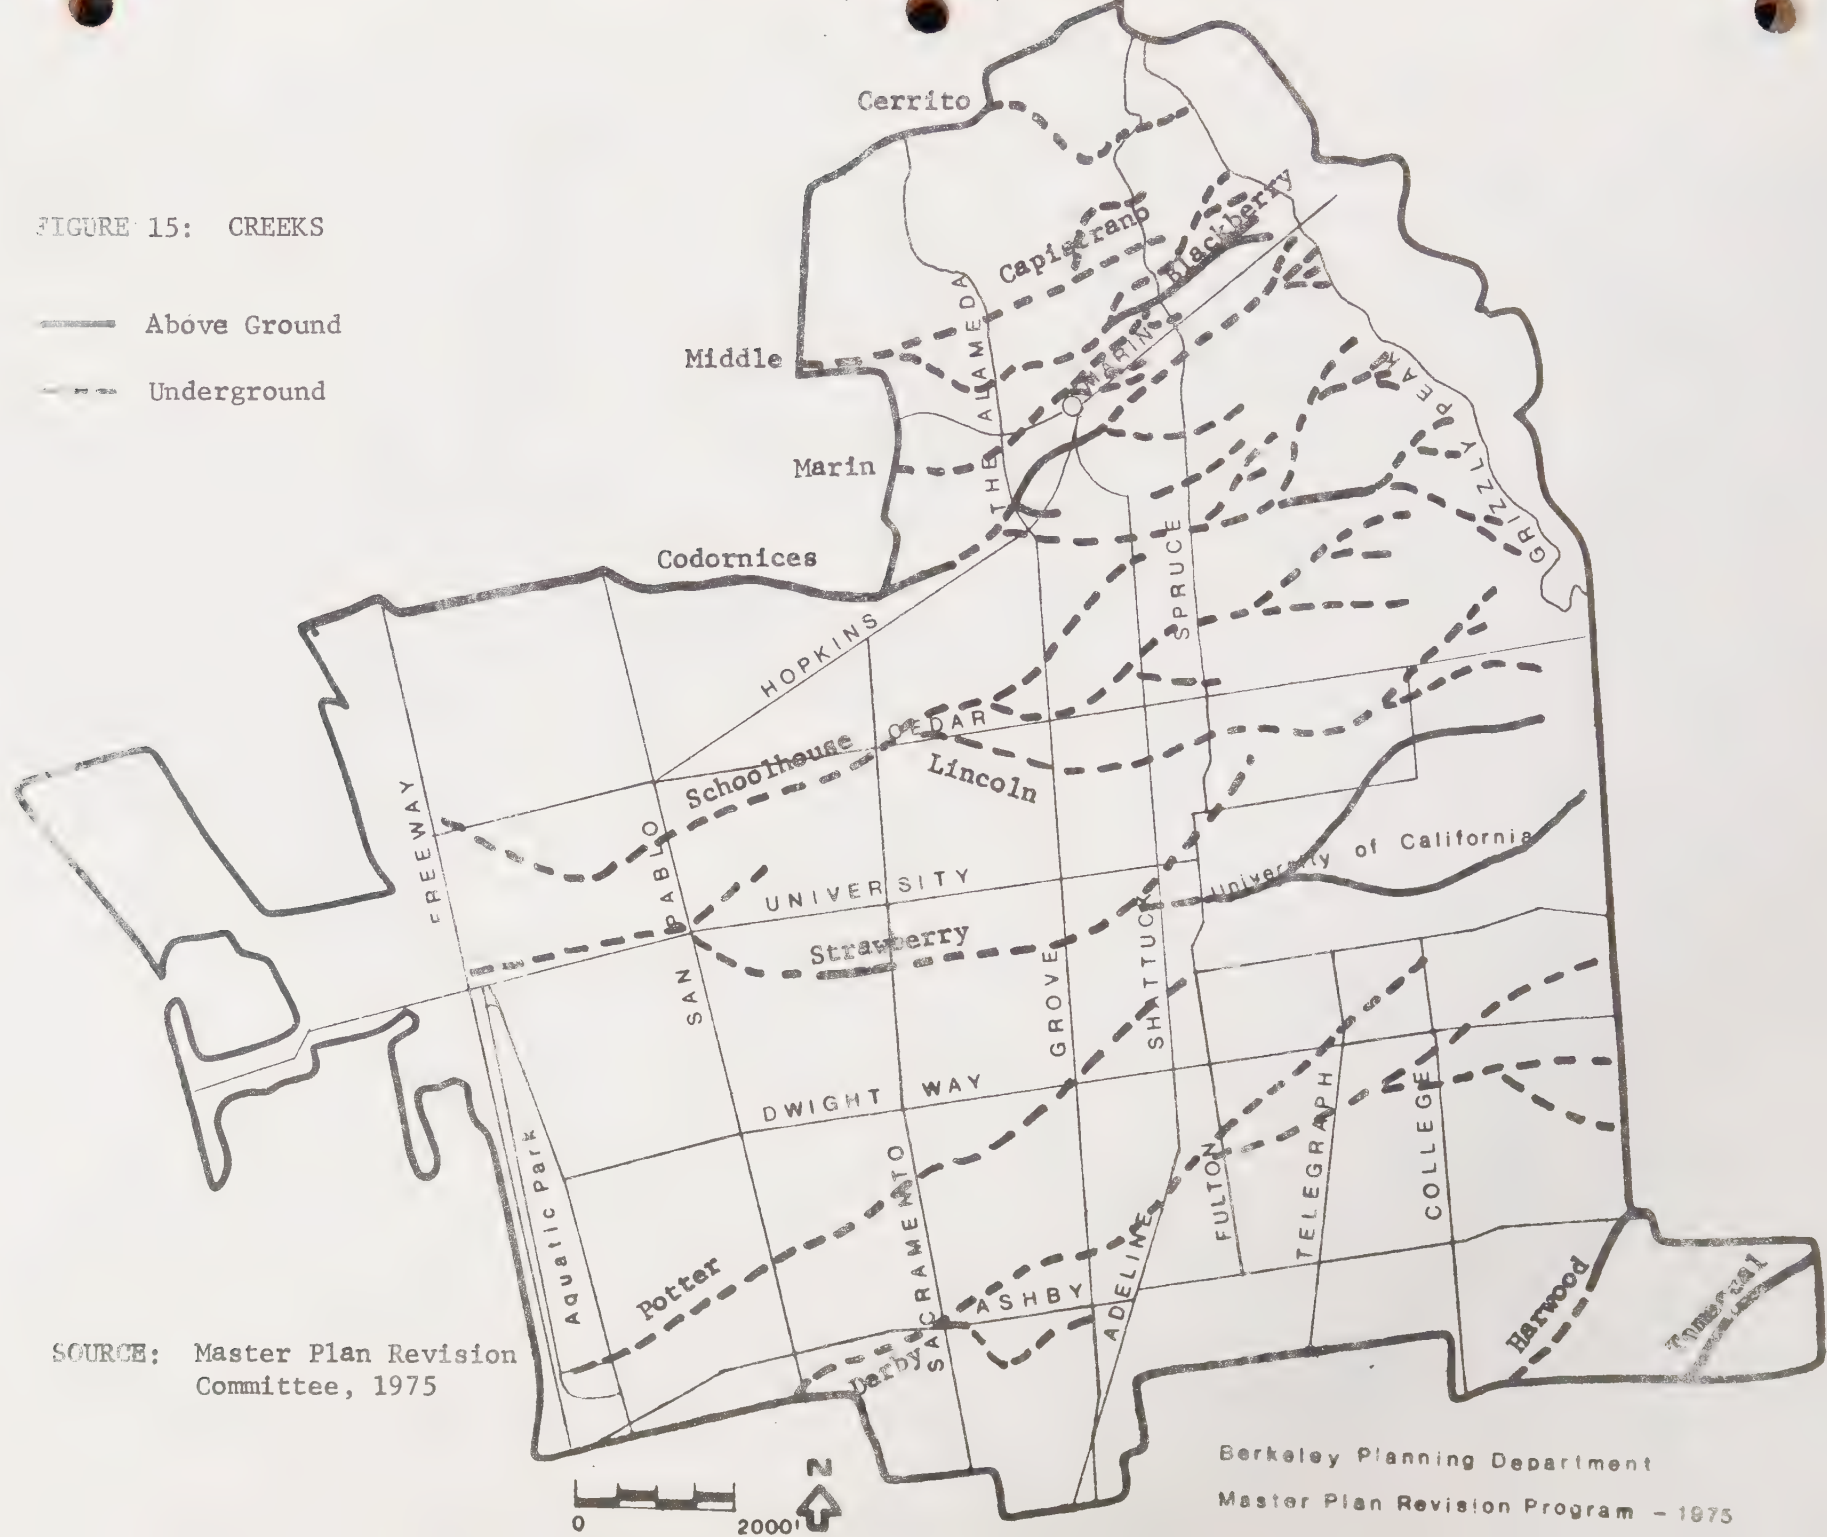 Cerrito
FIGURE 15: CREEKS
Above Ground
Underground
Capistrano
Blackberry
Middle
MARIN
THE ALAMEDA
GRIZZLY PEAK
Marin
Codornices
SPRUCE
HOPKINS
CEDAR
Schoolhouse
Lincoln
FREEWAY
SAN PABLO
UNIVERSITY
University of California
Strawberry
GROVE
SHATTUCK
DWIGHT WAY
Aquatic Park
SACRAMENTO
FULTON
TELEGRAPH
COLLEGE
ADELINE
Potter
ASHBY
Harwood
Derby
SOURCE: Master Plan Revision
Committee, 1975
N
0 2000'
Berkeley Planning Department
Master Plan Revision Program - 1975